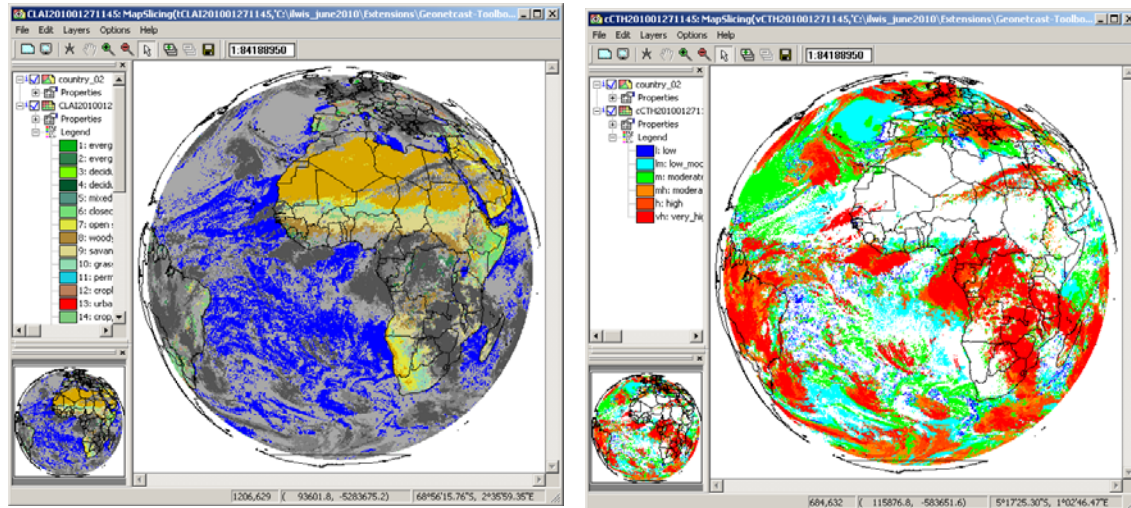 CLAI201001271145: MapSlicing(tCLAI201001271145,'C:\ilwis_june2010\Extensions\Geonetcast-Toolbo...
File Edit Layers Options Help
1:84188950
country_02
Properties
CLAI20100127
Properties
Legend
1: everg
2: everg
3: decidu
4: decidu
5: mixed
6: closec
7: open s
8: woody
9: savan
10: gras
11: perm
12: cropl
13: urba
14: crop,
1206,629 ( 93601.8, -5283675.2) 68°56'15.76"S, 2°35'59.35"E
cCTH201001271145: MapSlicing(vCTH201001271145,'C:\ilwis_june2010\Extensions\Geonetcast-Toolbo...
File Edit Layers Options Help
1:84188950
country_02
Properties
cCTH20100127
Properties
Legend
l: low
lm: low_moc
m: moderat
mh: modera
h: high
vh: very_hi
684,632 ( 115876.8, -583651.6) 5°17'25.30"S, 1°02'46.47"E